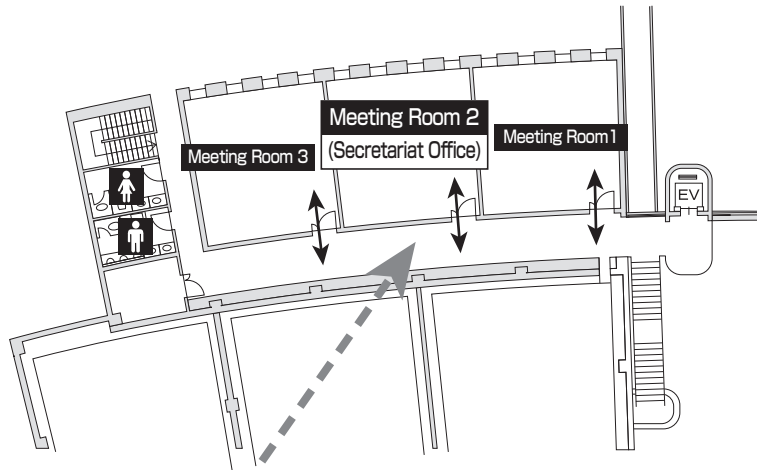 Meeting Room 2
(Secretariat Office)
Meeting Room 3
Meeting Room1
EV